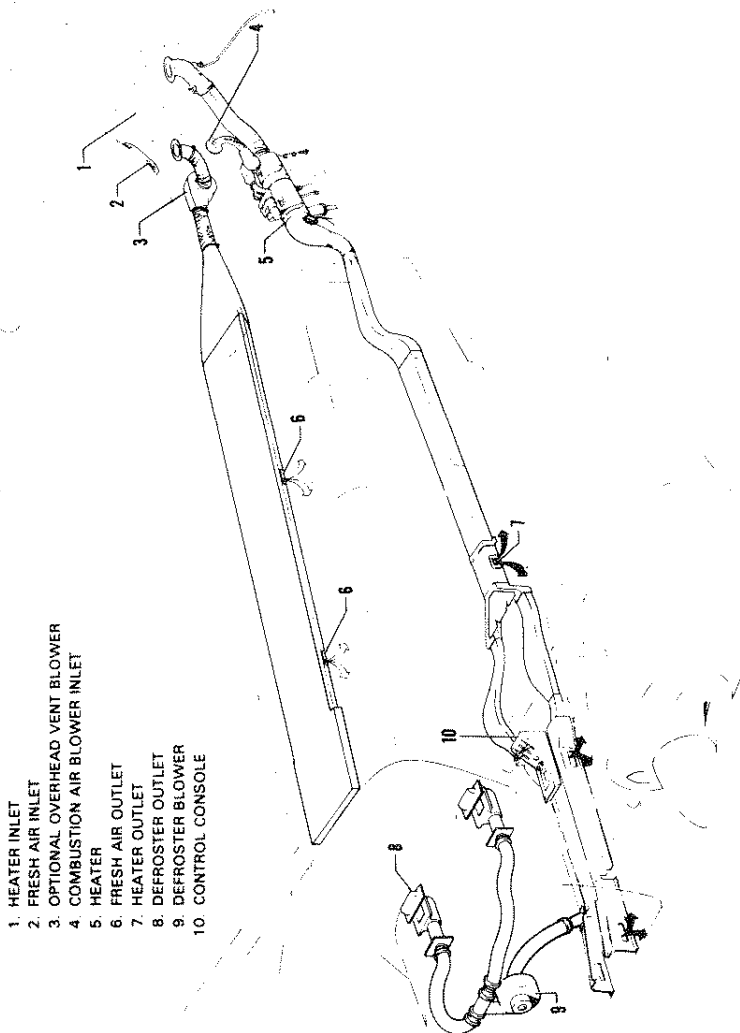 1. HEATER INLET
2. FRESH AIR INLET
3. OPTIONAL OVERHEAD VENT BLOWER
4. COMBUSTION AIR BLOWER INLET
5. HEATER
6. FRESH AIR OUTLET
7. HEATER OUTLET
8. DEFROSTER OUTLET
9. DEFROSTER BLOWER
10. CONTROL CONSOLE
1
2
3
4
5
6
6
7
10
8
9